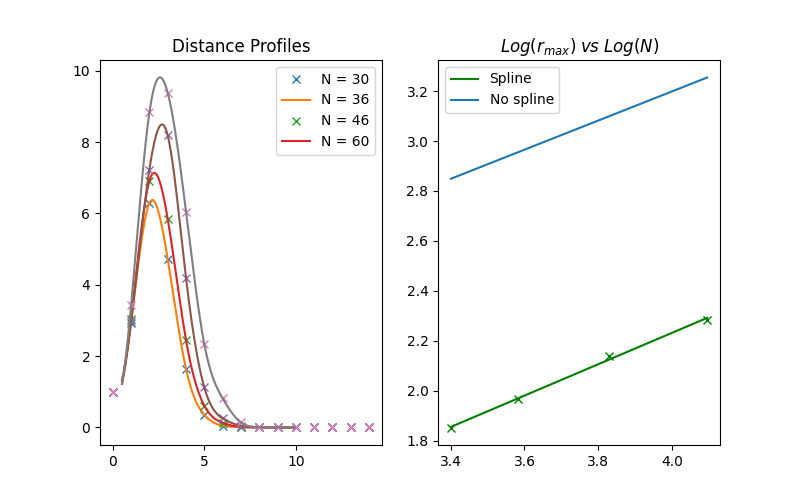 Distance Profiles
10
8
6
4
2
0
0
5
10
N = 30
N = 36
N = 46
N = 60
Log(r_max) vs Log(N)
Spline
No spline
3.2
3.0
2.8
2.6
2.4
2.2
2.0
1.8
3.4
3.6
3.8
4.0